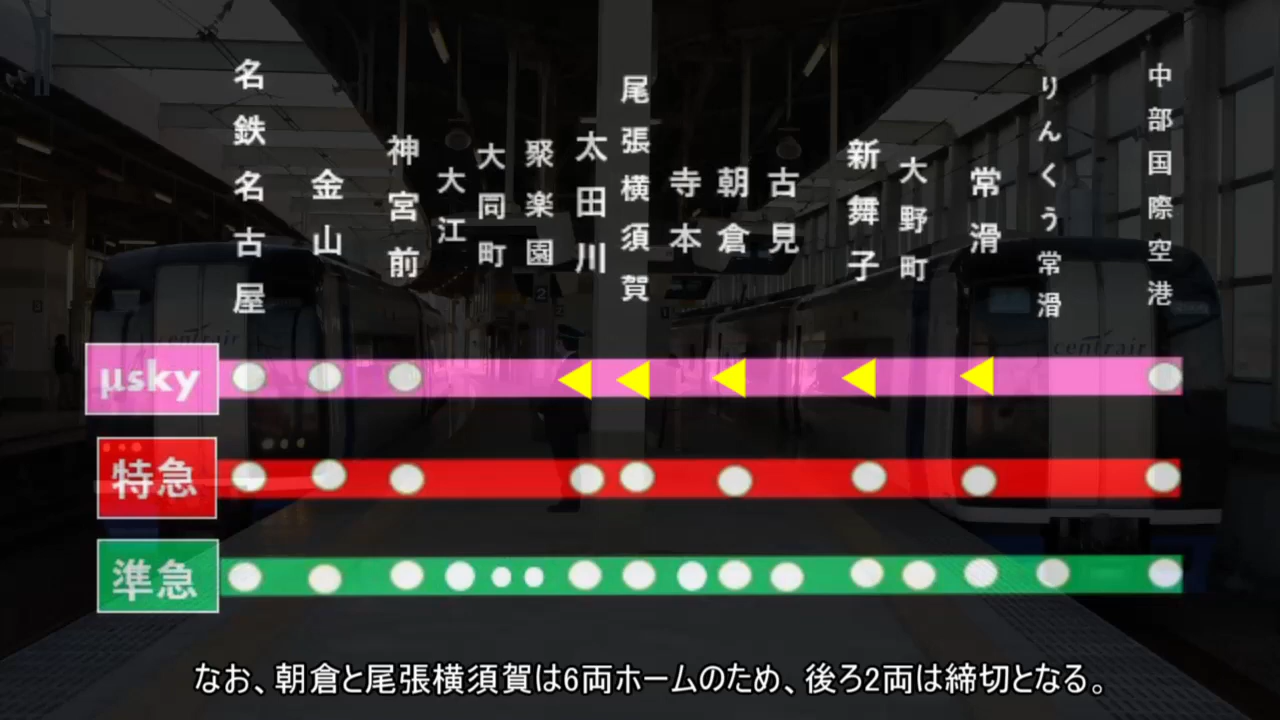 名鉄名古屋
金山
神宮前
大江
大同町
聚楽園
太田川
尾張横須賀
寺本
朝倉
古見
新舞子
大野町
常滑
りんくう常滑
中部国際空港
μsky
特急
準急
centrair
なお、朝倉と尾張横須賀は6両ホームのため、後ろ2両は締切となる。